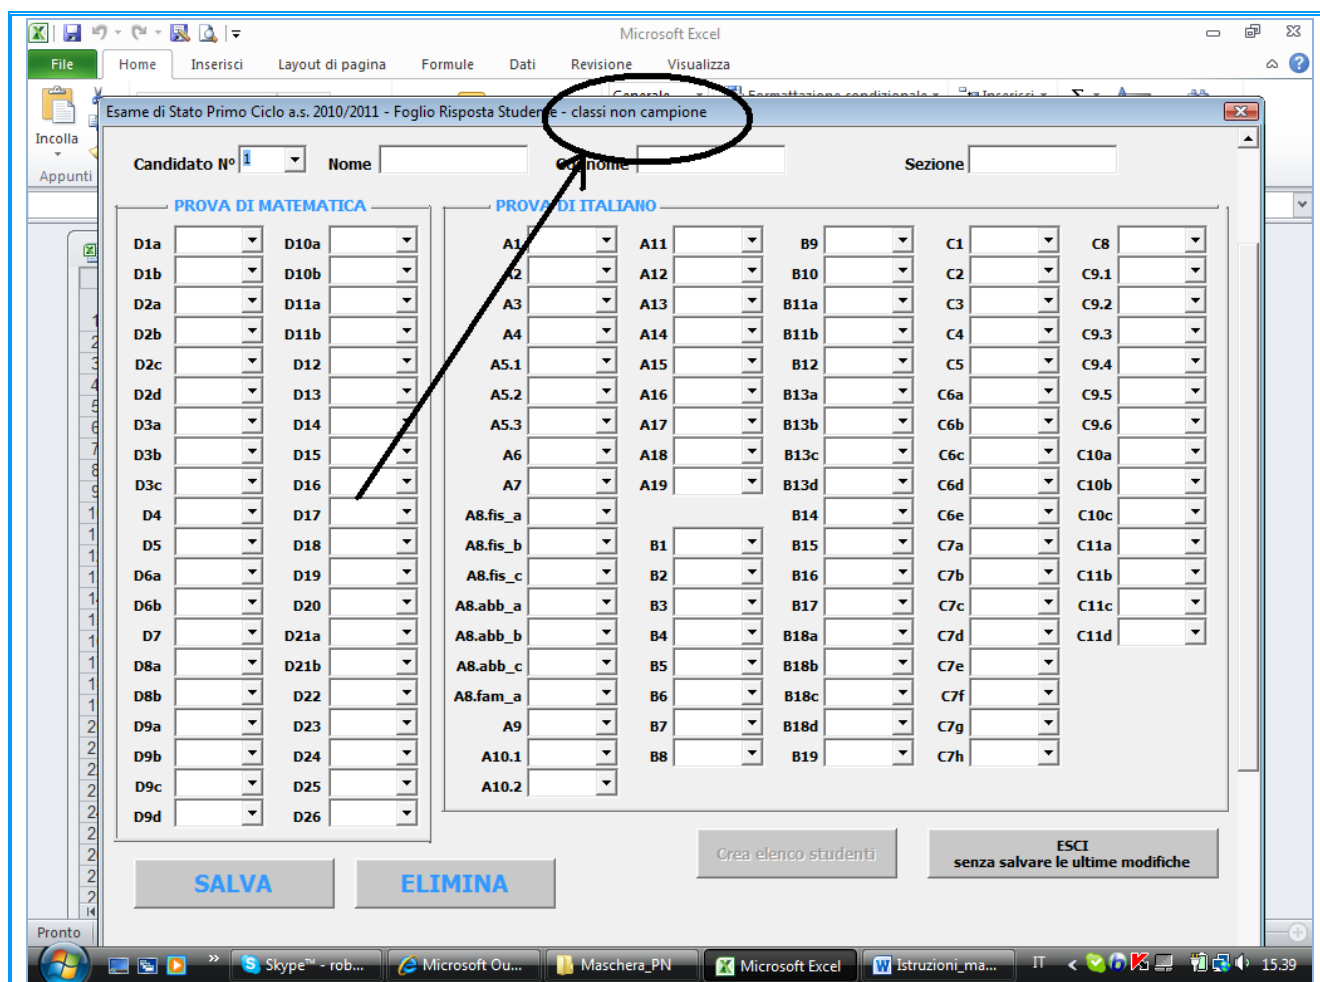 Microsoft Excel
File Home Inserisci Layout di pagina Formule Dati Revisione Visualizza
Incolla
Appunti
Esame di Stato Primo Ciclo a.s. 2010/2011 - Foglio Risposta Studente - classi non campione
Candidato Nº 1 Nome Cognome Sezione
PROVA DI MATEMATICA PROVA DI ITALIANO
D1a D10a A1 A11 B9 C1 C8
D1b D10b A2 A12 B10 C2 C9.1
D2a D11a A3 A13 B11a C3 C9.2
D2b D11b A4 A14 B11b C4 C9.3
D2c D12 A5.1 A15 B12 C5 C9.4
D2d D13 A5.2 A16 B13a C6a C9.5
D3a D14 A5.3 A17 B13b C6b C9.6
D3b D15 A6 A18 B13c C6c C10a
D3c D16 A7 A19 B13d C6d C10b
D4 D17 A8.fis_a B14 C6e C10c
D5 D18 A8.fis_b B1 B15 C7a C11a
D6a D19 A8.fis_c B2 B16 C7b C11b
D6b D20 A8.abb_a B3 B17 C7c C11c
D7 D21a A8.abb_b B4 B18a C7d C11d
D8a D21b A8.abb_c B5 B18b C7e
D8b D22 A8.fam_a B6 B18c C7f
D9a D23 A9 B7 B18d C7g
D9b D24 A10.1 B8 B19 C7h
D9c D25 A10.2
D9d D26
Crea elenco studenti
ESCI
senza salvare le ultime modifiche
SALVA ELIMINA
Pronto
Skype™ - rob... Microsoft Ou... Maschera_PN Microsoft Excel Istruzioni_ma... IT 15.39